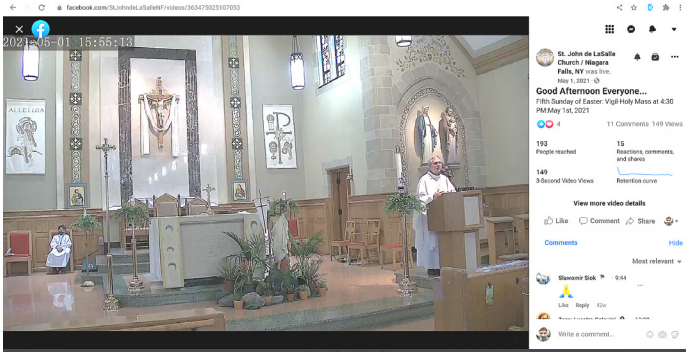 facebook.com/StJohndeLaSalleNF/videos/363475025107053
2021-05-01 15:55:13
ALLELUIA
St. John de LaSalle
Church / Niagara
Falls, NY was live.
May 1, 2021 ·
Good Afternoon Everyone...
Fifth Sunday of Easter: Vigil Holy Mass at 4:30
PM:May 1st, 2021
4
11 Comments 149 Views
193
People reached
15
Reactions, comments,
and shares
149
3-Second Video Views
Retention curve
View more video details
Like
Comment
Share
Comments
Hide
Most relevant
Slawomir Siok
9:44
...
Like Reply 42w
Write a comment...